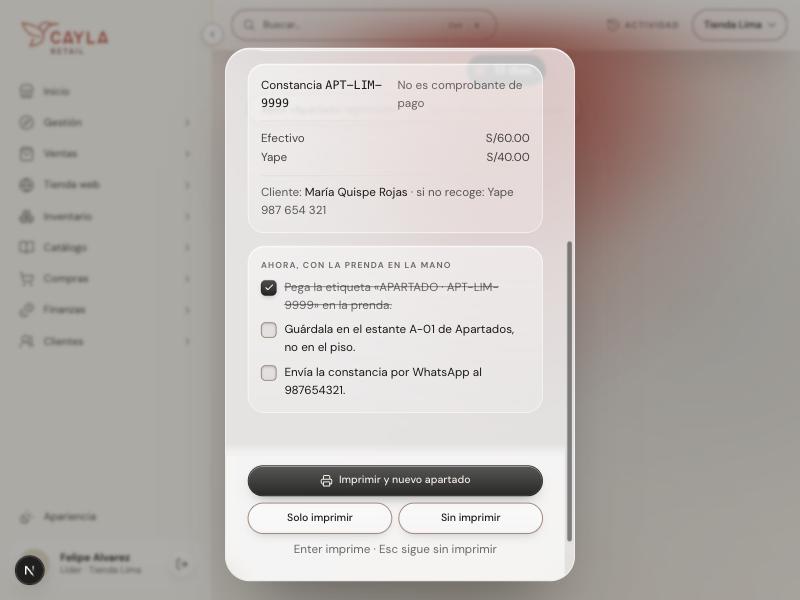 CAYLA
RETAIL
Buscar...
Ctrl · K
ACTIVIDAD
Tienda Lima
Inicio
Gestión
Ventas
Tienda web
Inventario
Catálogo
Compras
Finanzas
Clientes
Apariencia
Felipe Alvarez
Líder · Tienda Lima
N
Constancia APT-LIM-
9999
No es comprobante de
pago
Efectivo S/60.00
Yape S/40.00
Cliente: María Quispe Rojas · si no recoge: Yape
987 654 321
AHORA, CON LA PRENDA EN LA MANO
Pega la etiqueta «APARTADO · APT-LIM-
9999» en la prenda.
Guárdala en el estante A-01 de Apartados,
no en el piso.
Envía la constancia por WhatsApp al
987654321.
Imprimir y nuevo apartado
Solo imprimir
Sin imprimir
Enter imprime · Esc sigue sin imprimir